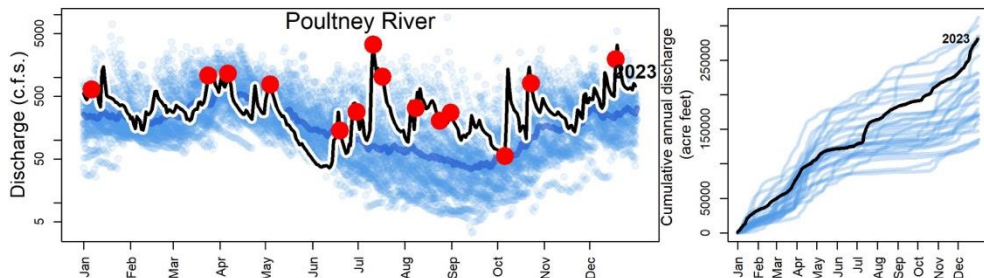 Poultney River
Discharge (c.f.s.)
5000
500
50
5
2023
Jan
Feb
Mar
Apr
May
Jun
Jul
Aug
Sep
Oct
Nov
Dec
Cumulative annual discharge
(acre feet)
250000
150000
50000
0
2023
Jan
Feb
Mar
Apr
May
Jun
Jul
Aug
Sep
Oct
Nov
Dec